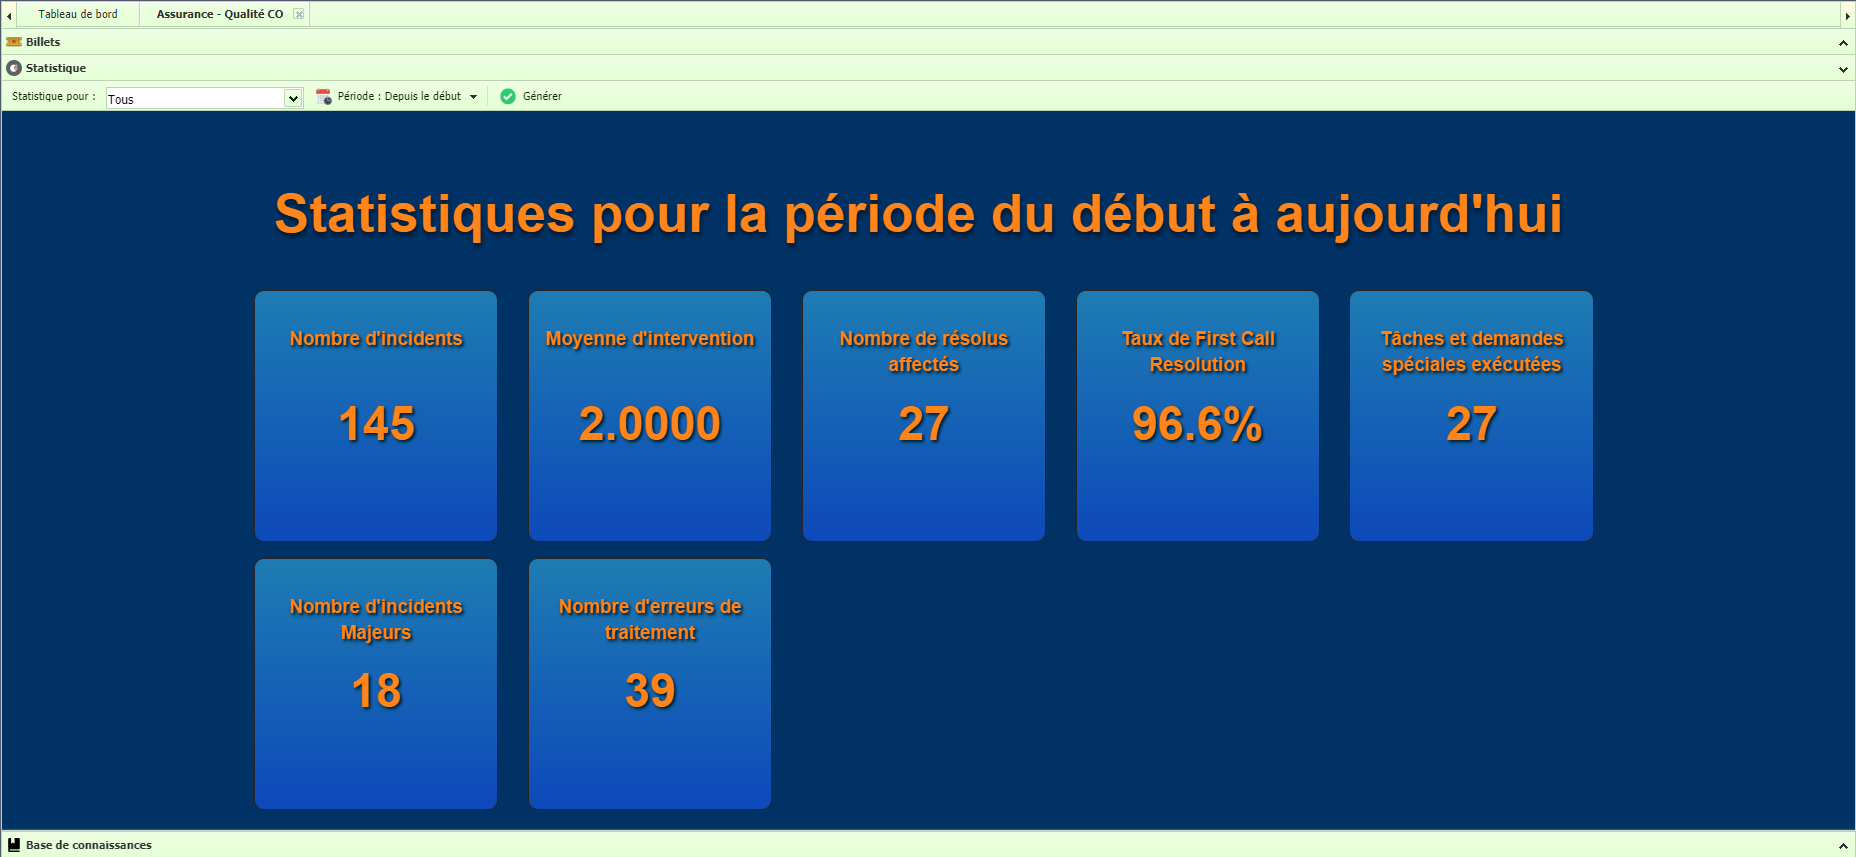 Tableau de bord
Assurance - Qualité CO
Billets
Statistique
Statistique pour :
Tous
Période : Depuis le début
Générer
Statistiques pour la période du début à aujourd'hui
Nombre d'incidents
145
Moyenne d'intervention
2.0000
Nombre de résolus
affectés
27
Taux de First Call
Resolution
96.6%
Tâches et demandes
spéciales exécutées
27
Nombre d'incidents
Majeurs
18
Nombre d'erreurs de
traitement
39
Base de connaissances